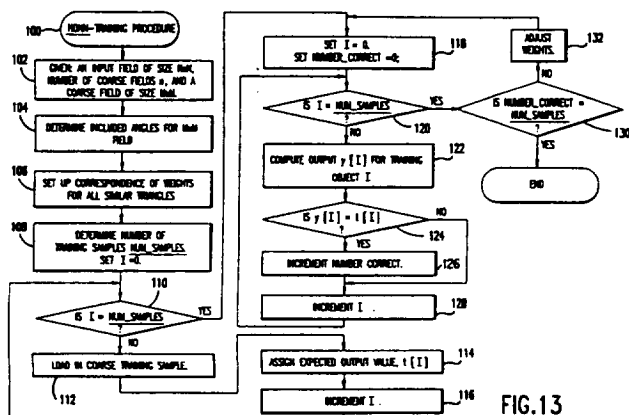 100
HONN-TRAINING PROCEDURE
102
GIVEN: AN INPUT FIELD OF SIZE NxN,
NUMBER OF COARSE FIELDS n, AND A
COARSE FIELD OF SIZE MxM.
104
DETERMINE INCLUDED ANGLES FOR MxM
FIELD
106
SET UP CORRESPONDENCE OF WEIGHTS
FOR ALL SIMILAR TRIANGLES
108
DETERMINE NUMBER OF
TRAINING SAMPLES NUM_SAMPLES.
SET I =0.
110
IS I = NUM_SAMPLES
?
YES
NO
LOAD IN COARSE TRAINING SAMPLE.
112
ASSIGN EXPECTED OUTPUT VALUE, t[I]
114
INCREMENT I .
116
SET I = 0.
SET NUMBER_CORRECT =0;
118
IS I = NUM_SAMPLES
?
YES
120
NO
COMPUTE OUTPUT y[I] FOR TRAINING
OBJECT I
122
IS y[I] = t[I]
?
NO
124
YES
INCREMENT NUMBER CORRECT.
126
INCREMENT I .
128
ADJUST
WEIGHTS.
132
NO
IS NUMBER_CORRECT =
NUM_SAMPLES
?
130
YES
END
FIG.13